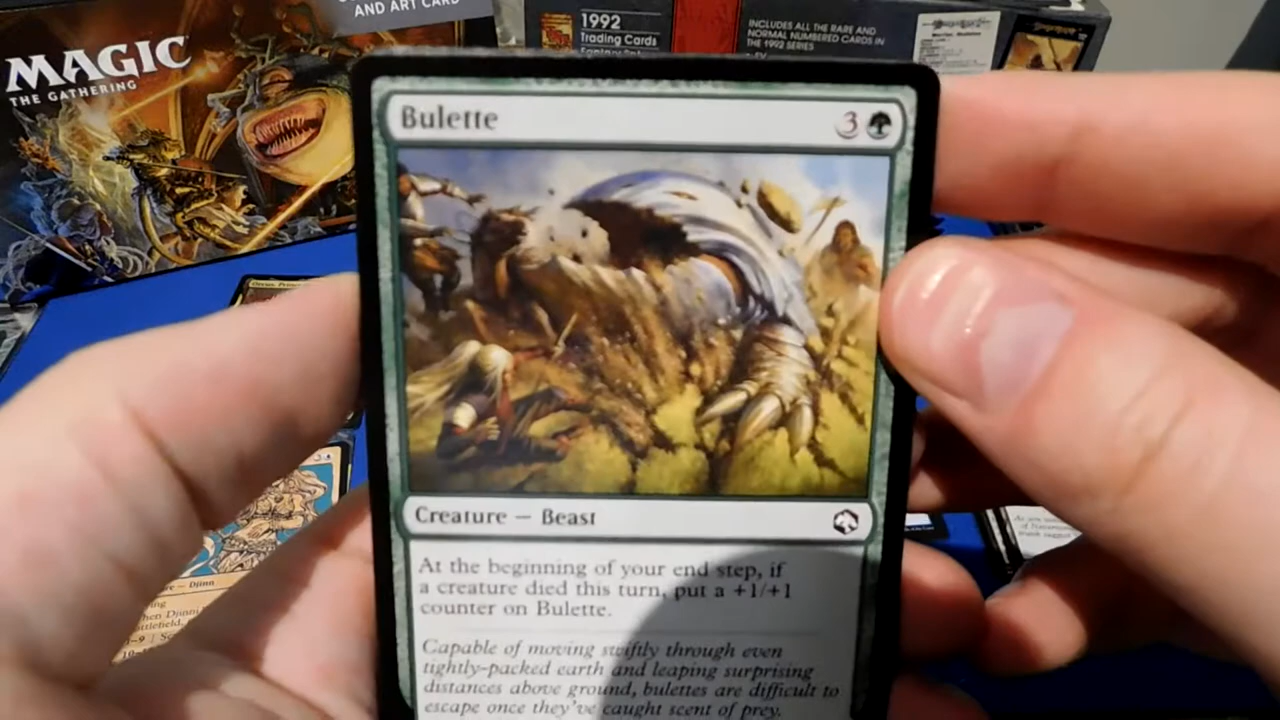 AND ART CARD
MAGIC
THE GATHERING
1992
Trading Cards
INCLUDES ALL THE RARE AND
NORMAL NUMBERED CARDS IN
THE 1992 SERIES
Bulette
3
Creature — Beast
At the beginning of your end step, if
a creature died this turn, put a +1/+1
counter on Bulette.
Capable of moving swiftly through even
tightly-packed earth and leaping surprising
distances above ground, bulettes are difficult to
escape once they've caught scent of prey.
Djinn